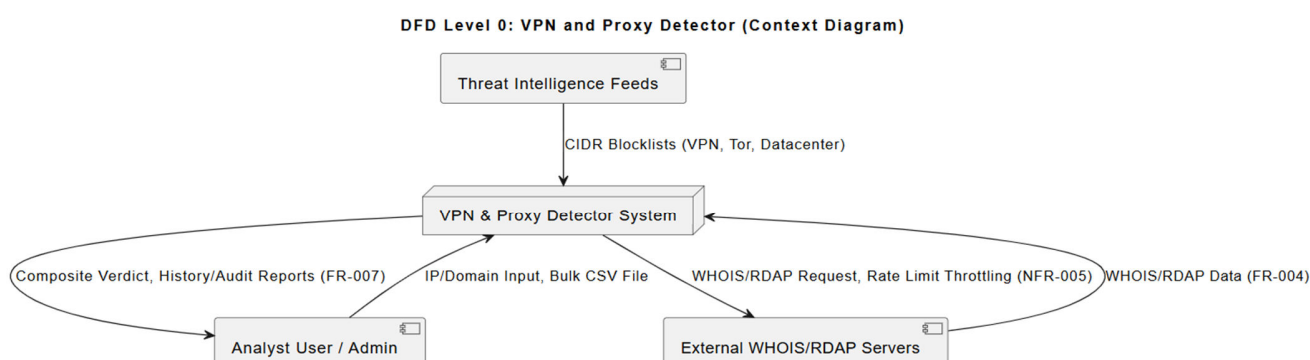 DFD Level 0: VPN and Proxy Detector (Context Diagram)
Threat Intelligence Feeds
CIDR Blocklists (VPN, Tor, Datacenter)
VPN & Proxy Detector System
Composite Verdict, History/Audit Reports (FR-007)
IP/Domain Input, Bulk CSV File
WHOIS/RDAP Request, Rate Limit Throttling (NFR-005)
WHOIS/RDAP Data (FR-004)
Analyst User / Admin
External WHOIS/RDAP Servers